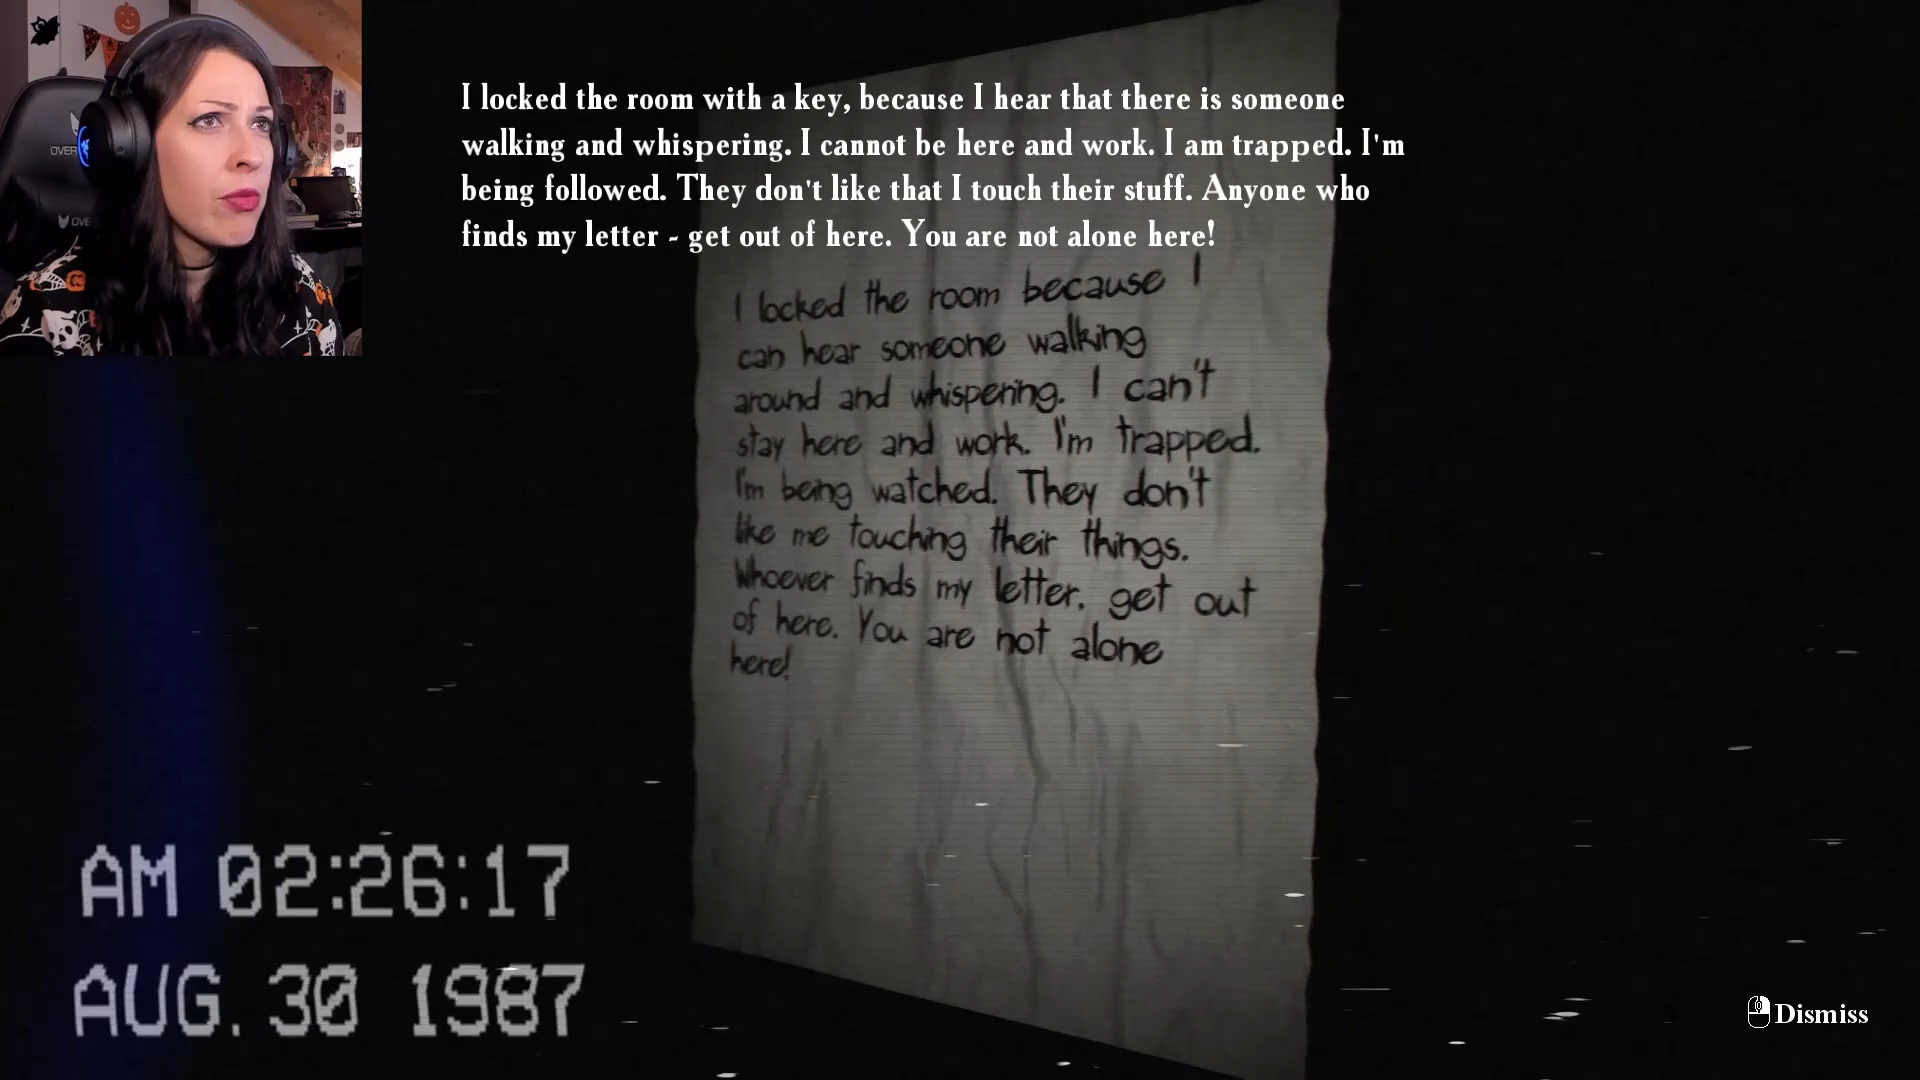 I locked the room with a key, because I hear that there is someone
walking and whispering. I cannot be here and work. I am trapped. I'm
being followed. They don't like that I touch their stuff. Anyone who
finds my letter - get out of here. You are not alone here!
I locked the room because I
can hear someone walking
around and whispering. I can't
stay here and work. I'm trapped.
I'm being watched. They don't
like me touching their things.
Whoever finds my letter, get out
of here. You are not alone
here!
OVER
OVE
AM 02:26:17
AUG. 30 1987
Dismiss